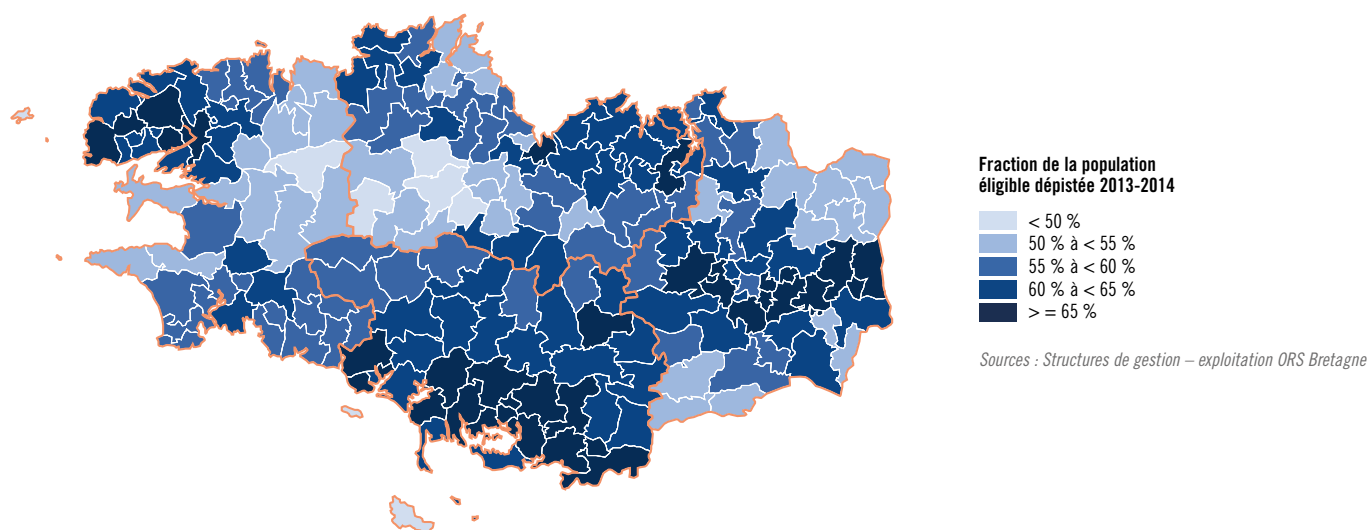 Fraction de la population
éligible dépistée 2013-2014
< 50 %
50 % à < 55 %
55 % à < 60 %
60 % à < 65 %
> = 65 %
Sources : Structures de gestion – exploitation ORS Bretagne